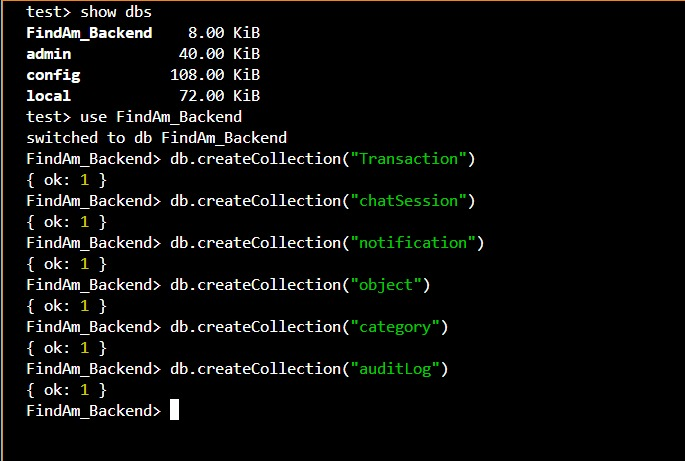 test> show dbs
FindAm_Backend    8.00 KiB
admin            40.00 KiB
config          108.00 KiB
local            72.00 KiB
test> use FindAm_Backend
switched to db FindAm_Backend
FindAm_Backend> db.createCollection("Transaction")
{ ok: 1 }
FindAm_Backend> db.createCollection("chatSession")
{ ok: 1 }
FindAm_Backend> db.createCollection("notification")
{ ok: 1 }
FindAm_Backend> db.createCollection("object")
{ ok: 1 }
FindAm_Backend> db.createCollection("category")
{ ok: 1 }
FindAm_Backend> db.createCollection("auditLog")
{ ok: 1 }
FindAm_Backend>